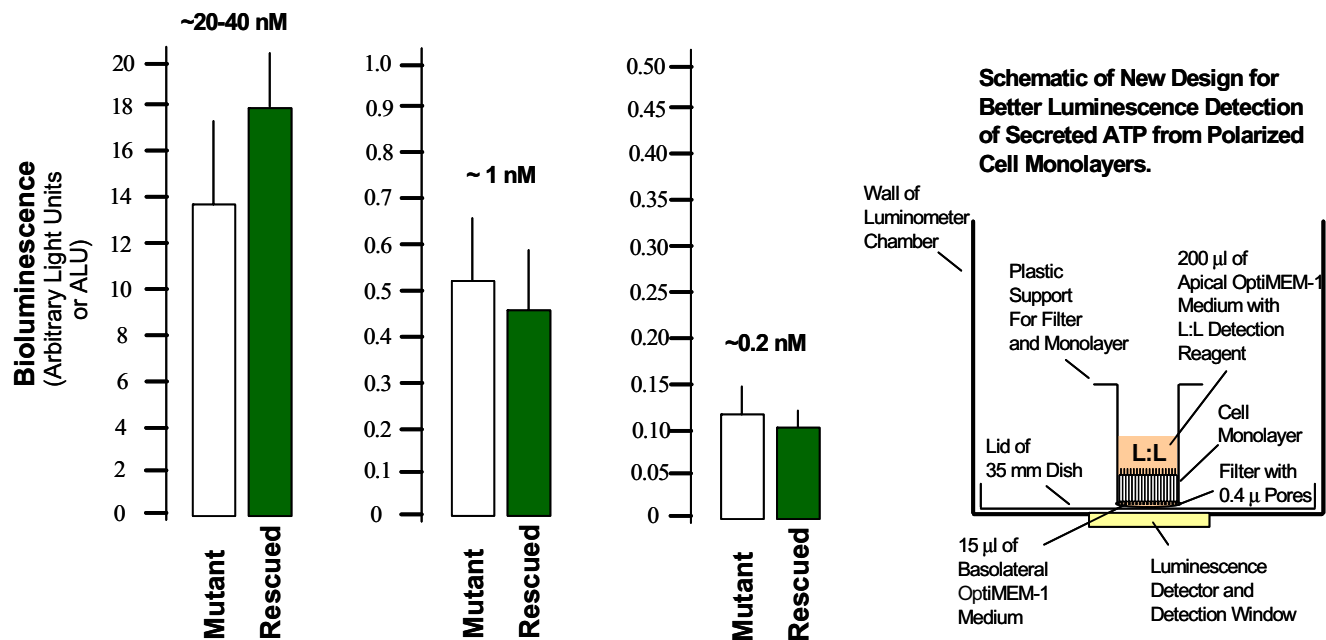 ~20-40 nM
20
18
16
14
12
10
8
6
4
2
0
Bioluminescence
(Arbitrary Light Units
or ALU)
Mutant
Rescued
1.0
0.9
0.8
~ 1 nM
0.7
0.6
0.5
0.4
0.3
0.2
0.1
0
Mutant
Rescued
0.50
0.45
0.40
0.35
0.30
0.25
0.20
~0.2 nM
0.15
0.10
0.05
0
Mutant
Rescued
Schematic of New Design for
Better Luminescence Detection
of Secreted ATP from Polarized
Cell Monolayers.
Wall of
Luminometer
Chamber
Plastic
Support
For Filter
and Monolayer
200 µl of
Apical OptiMEM-1
Medium with
L:L Detection
Reagent
L:L
Cell
Monolayer
Lid of
35 mm Dish
Filter with
0.4 µ Pores
15 µl of
Basolateral
OptiMEM-1
Medium
Luminescence
Detector and
Detection Window